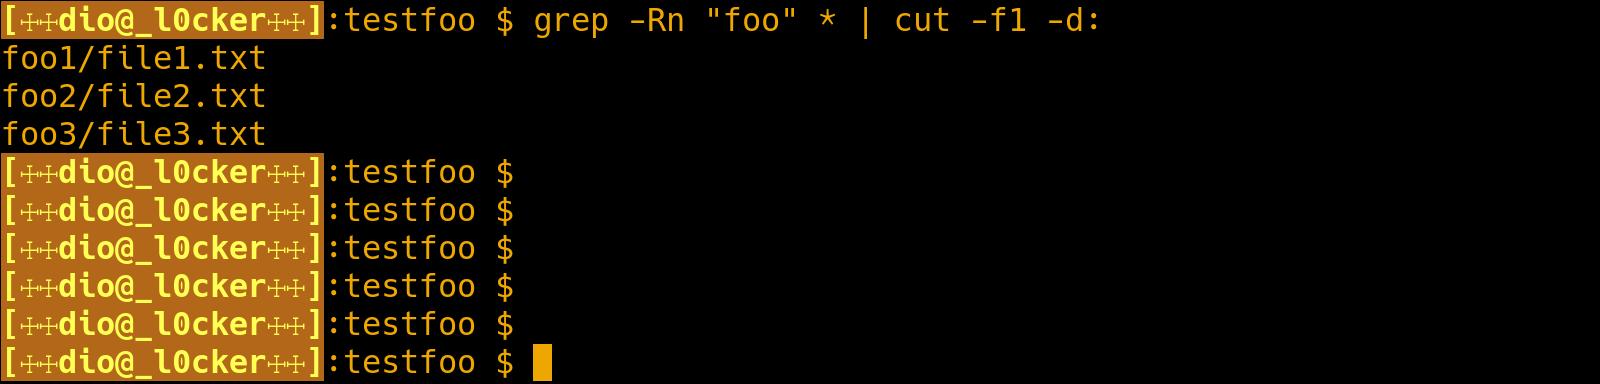 [☩☩dio@_l0cker☩☩]:testfoo $ grep -Rn "foo" * | cut -f1 -d:
foo1/file1.txt
foo2/file2.txt
foo3/file3.txt
[☩☩dio@_l0cker☩☩]:testfoo $
[☩☩dio@_l0cker☩☩]:testfoo $
[☩☩dio@_l0cker☩☩]:testfoo $
[☩☩dio@_l0cker☩☩]:testfoo $
[☩☩dio@_l0cker☩☩]:testfoo $
[☩☩dio@_l0cker☩☩]:testfoo $